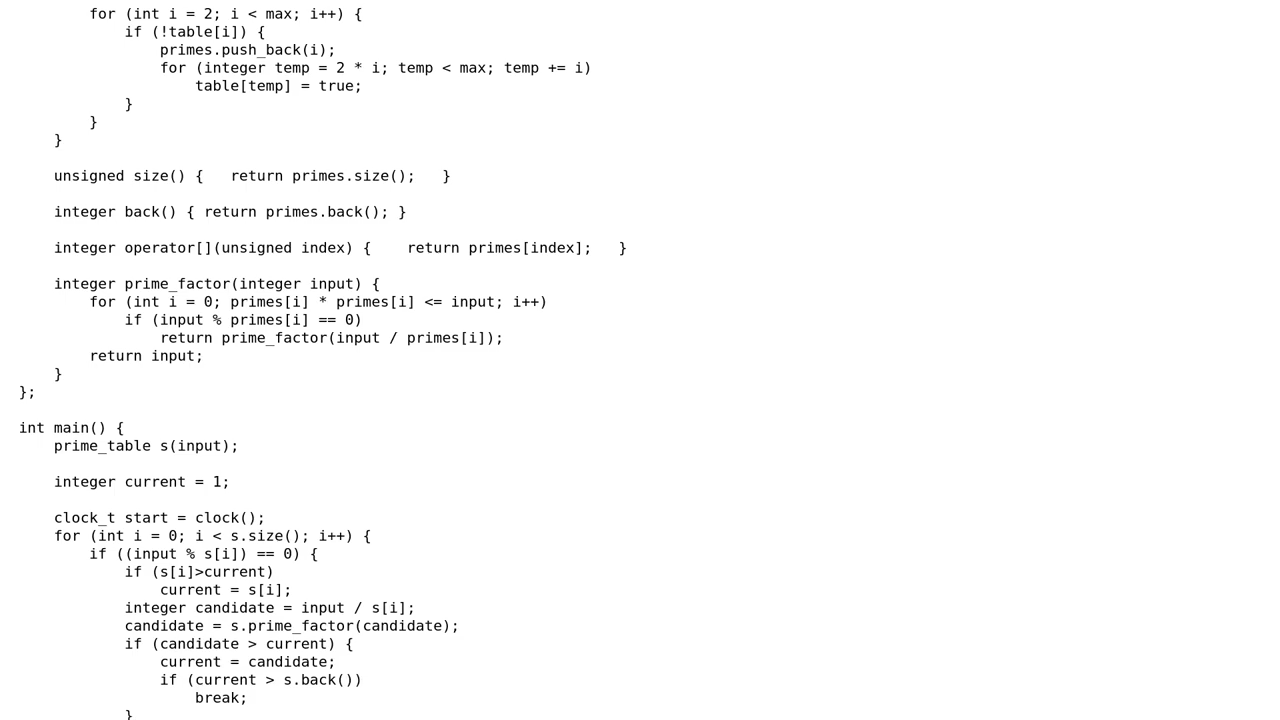 for (int i = 2; i < max; i++) {
            if (!table[i]) {
                primes.push_back(i);
                for (integer temp = 2 * i; temp < max; temp += i)
                    table[temp] = true;
            }
        }
    }

    unsigned size() {   return primes.size();   }

    integer back() { return primes.back(); }

    integer operator[](unsigned index) {    return primes[index];   }

    integer prime_factor(integer input) {
        for (int i = 0; primes[i] * primes[i] <= input; i++)
            if (input % primes[i] == 0)
                return prime_factor(input / primes[i]);
        return input;
    }
};

int main() {
    prime_table s(input);

    integer current = 1;

    clock_t start = clock();
    for (int i = 0; i < s.size(); i++) {
        if ((input % s[i]) == 0) {
            if (s[i]>current)
                current = s[i];
            integer candidate = input / s[i];
            candidate = s.prime_factor(candidate);
            if (candidate > current) {
                current = candidate;
                if (current > s.back())
                    break;
            }